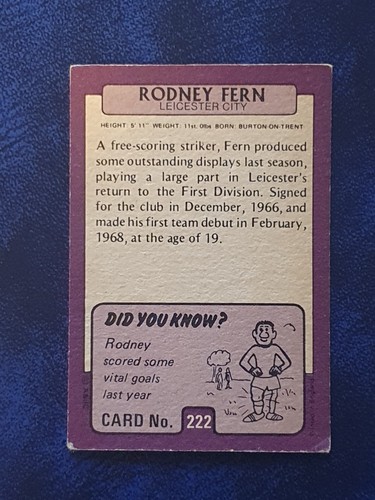 RODNEY FERN
LEICESTER CITY
HEIGHT: 5' 11" WEIGHT: 11st. 0lbs BORN: BURTON-ON-TRENT
A free-scoring striker, Fern produced
some outstanding displays last season,
playing a large part in Leicester's
return to the First Division. Signed
for the club in December, 1966, and
made his first team debut in February,
1968, at the age of 19.
DID YOU KNOW?
Rodney
scored some
vital goals
last year
CARD No. 222